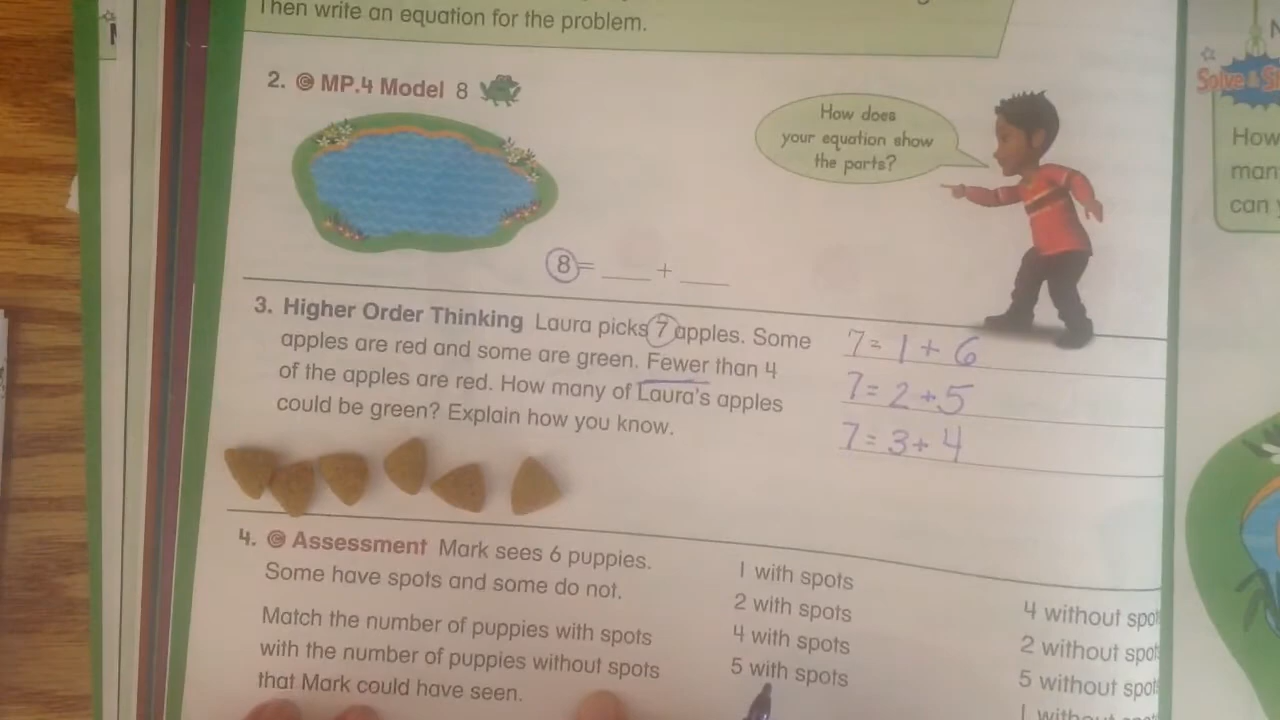 Then write an equation for the problem.
2. MP.4 Model 8
How does
your equation show
the parts?
8 = ___ + ___
3. Higher Order Thinking Laura picks 7 apples. Some
apples are red and some are green. Fewer than 4
of the apples are red. How many of Laura's apples
could be green? Explain how you know.
7 = 1 + 6
7 = 2 + 5
7 = 3 + 4
4. Assessment Mark sees 6 puppies.
Some have spots and some do not.
Match the number of puppies with spots
with the number of puppies without spots
that Mark could have seen.
1 with spots
2 with spots
4 with spots
5 with spots
4 without spot
2 without spot
5 without spot
1 without
Solve
How
man
can